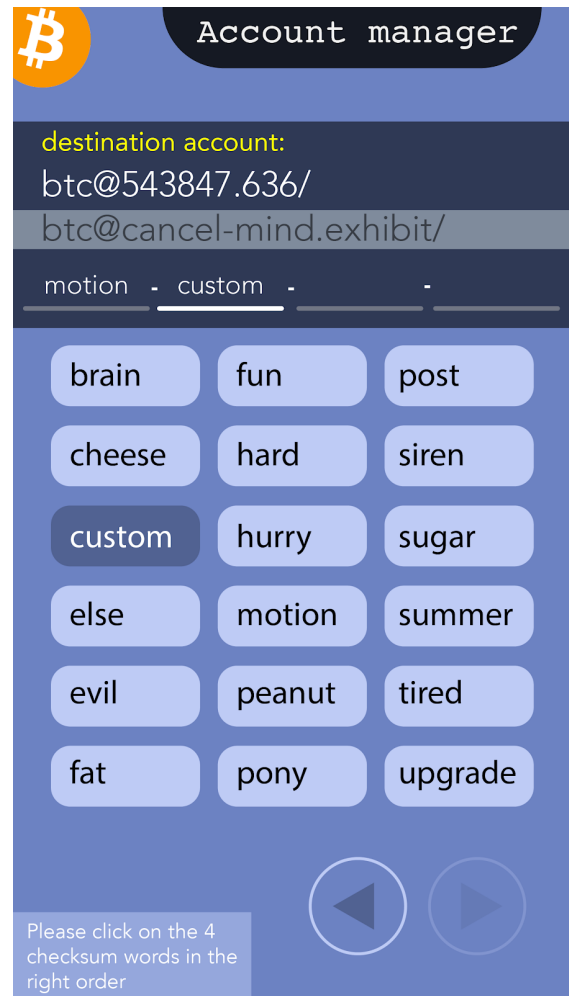 Account manager
destination account:
btc@543847.636/
btc@cancel-mind.exhibit/
motion - custom - -
brain fun post
cheese hard siren
custom hurry sugar
else motion summer
evil peanut tired
fat pony upgrade
Please click on the 4
checksum words in the
right order